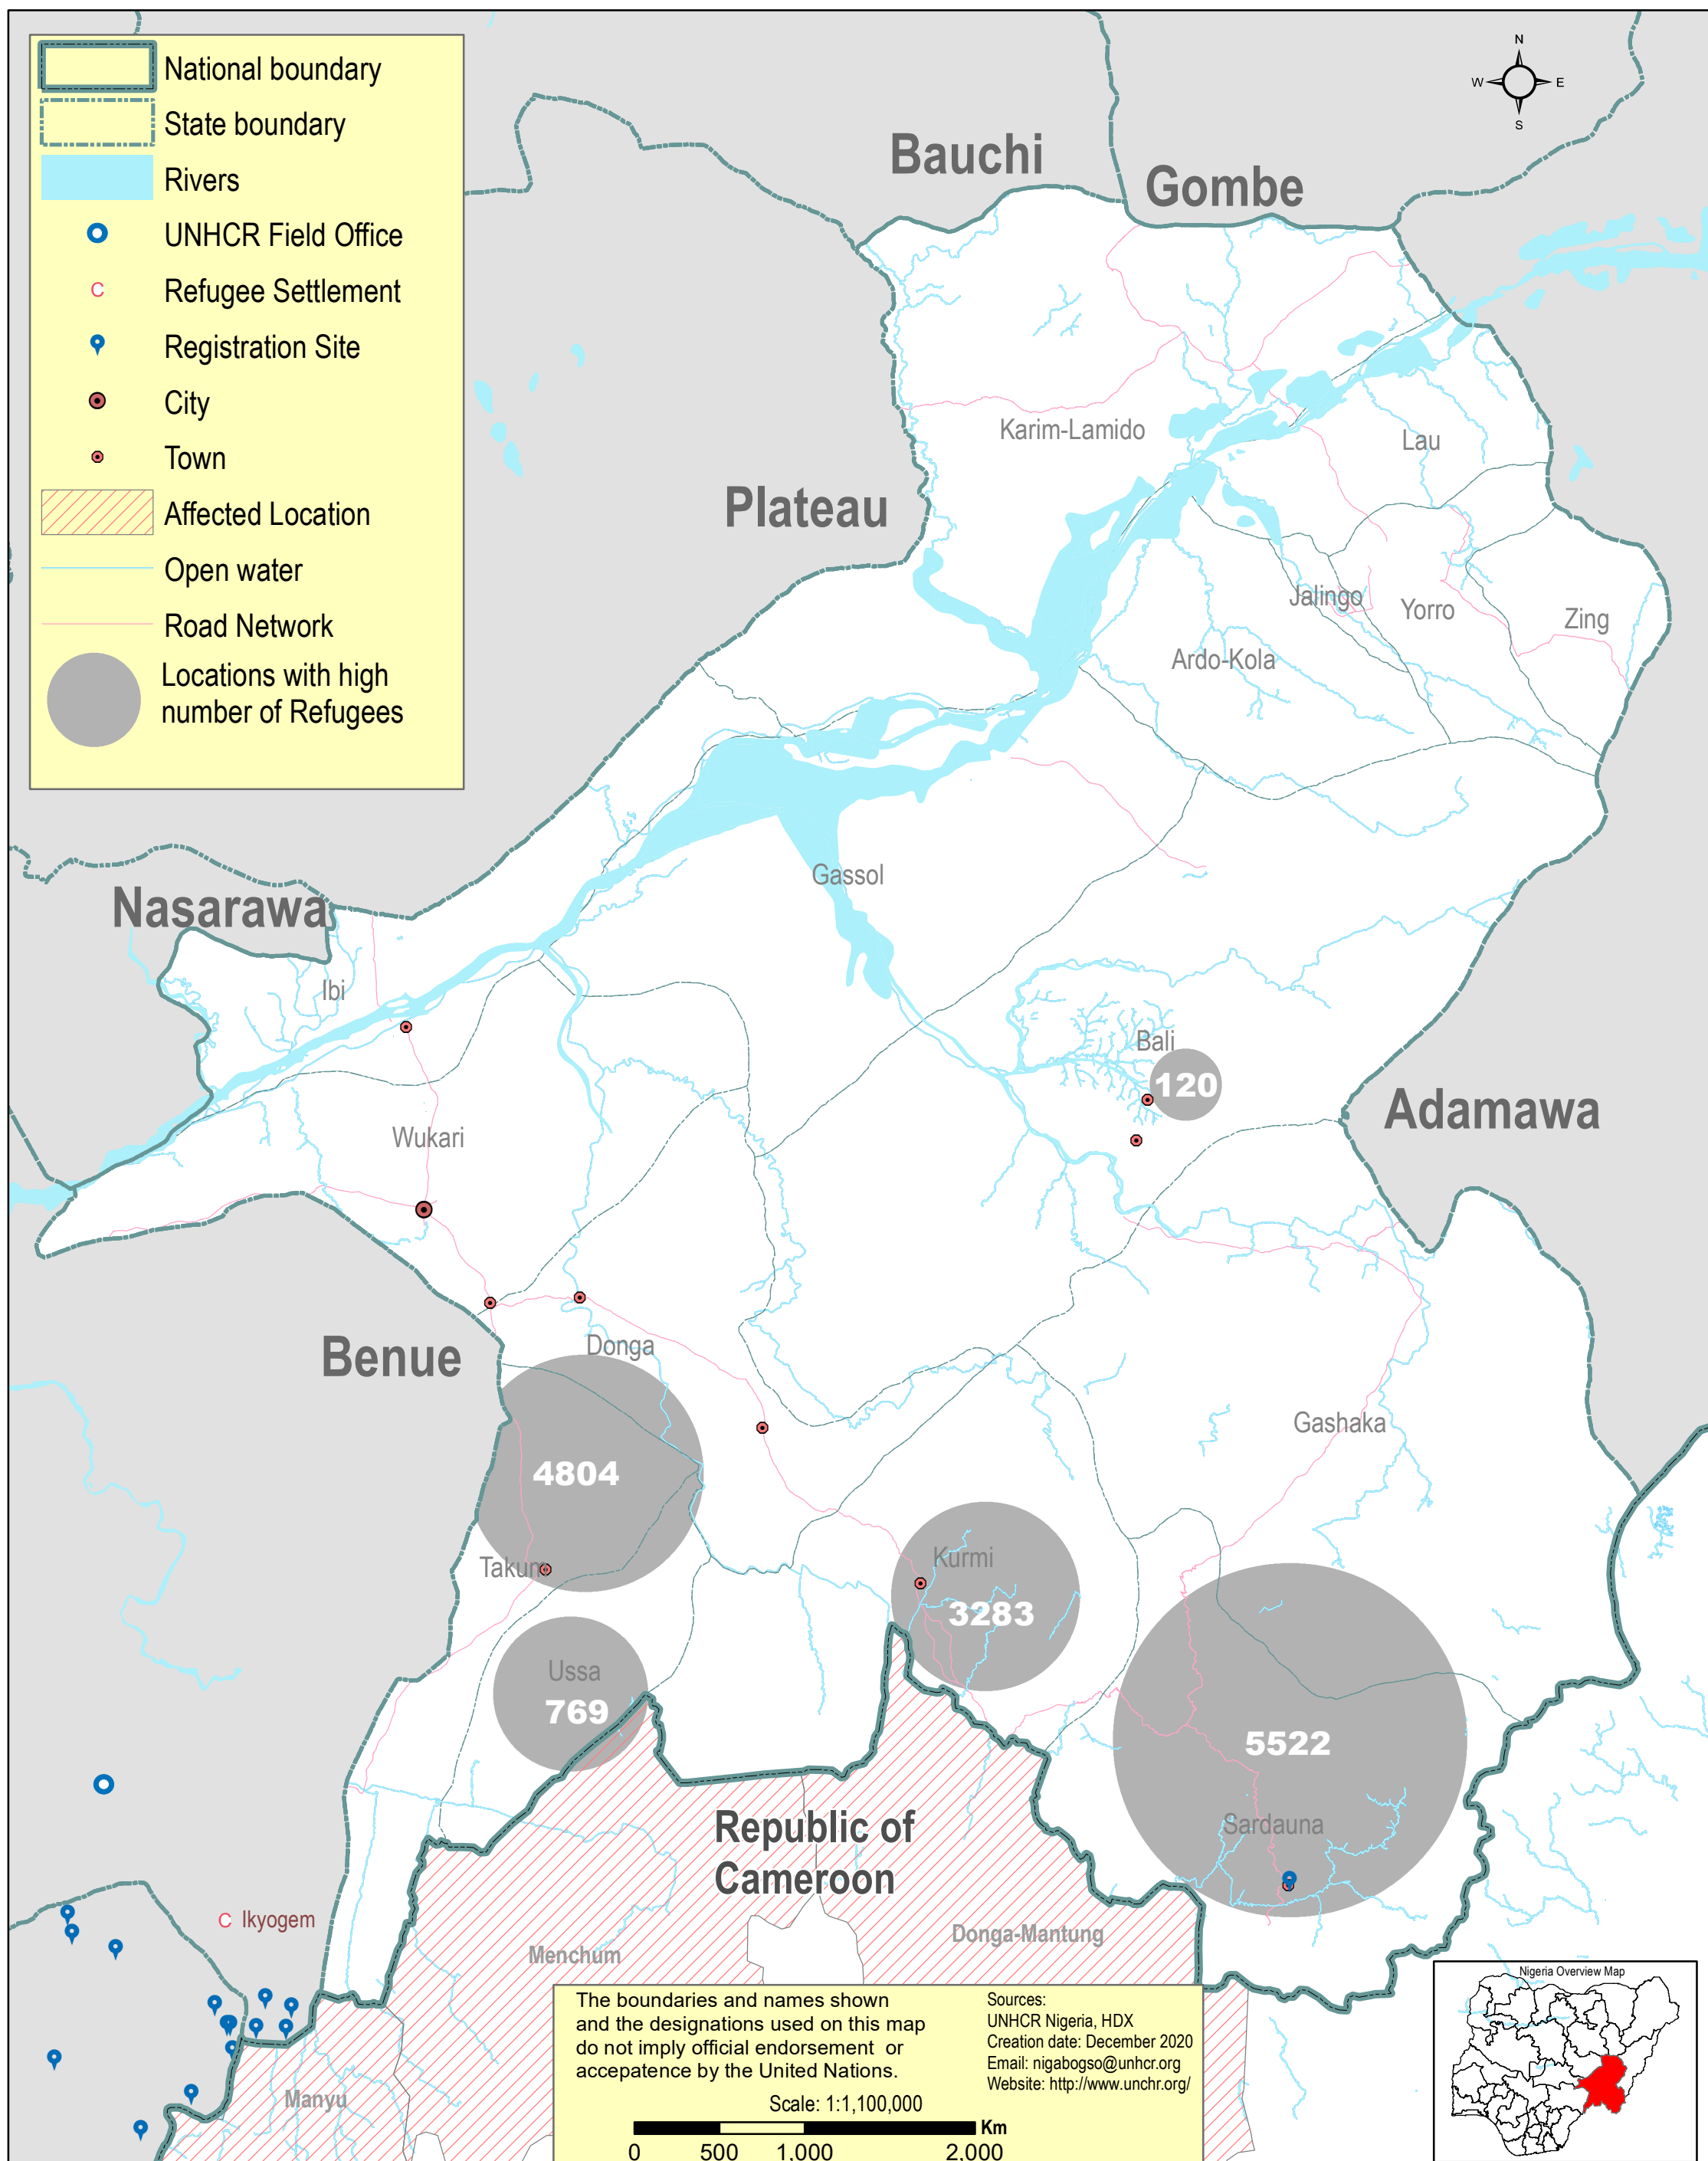 National boundary
State boundary
Rivers
UNHCR Field Office
C
Refugee Settlement
Registration Site
City
Town
Affected Location
Open water
Road Network
Locations with high
number of Refugees
N
W
E
S
Bauchi
Gombe
Karim-Lamido
Lau
Plateau
Jalingo
Yorro
Zing
Ardo-Kola
Gassol
Nasarawa
Ibi
Bali
120
Adamawa
Wukari
Benue
Donga
Gashaka
4804
Takum
Kurmi
3283
Ussa
769
5522
Sardauna
Republic of
Cameroon
C Ikyogem
Menchum
Donga-Mantung
Manyu
The boundaries and names shown
and the designations used on this map
do not imply official endorsement or
accepatence by the United Nations.
Sources:
UNHCR Nigeria, HDX
Creation date: December 2020
Email: nigabogso@unhcr.org
Website: http://www.unchr.org/
Scale: 1:1,100,000
Km
0 500 1,000 2,000
Nigeria Overview Map